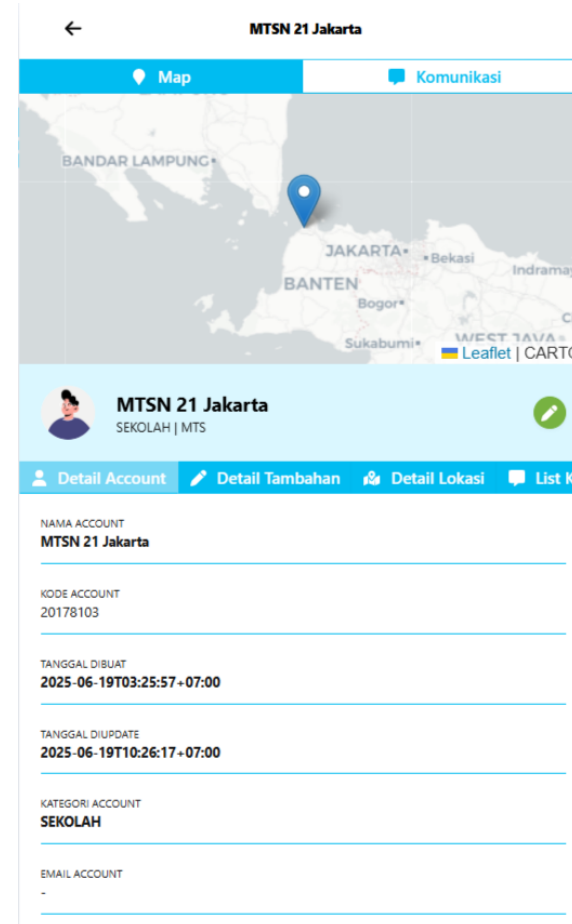 MTSN 21 Jakarta
Map
Komunikasi
BANDAR LAMPUNG
JAKARTA
Bekasi
BANTEN
Indramay
Bogor
Sukabumi
WEST JAVA
Leaflet | CARTO
MTSN 21 Jakarta
SEKOLAH | MTS
Detail Account
Detail Tambahan
Detail Lokasi
List K
NAMA ACCOUNT
MTSN 21 Jakarta
KODE ACCOUNT
20178103
TANGGAL DIBUAT
2025-06-19T03:25:57+07:00
TANGGAL DIUPDATE
2025-06-19T10:26:17+07:00
KATEGORI ACCOUNT
SEKOLAH
EMAIL ACCOUNT
-